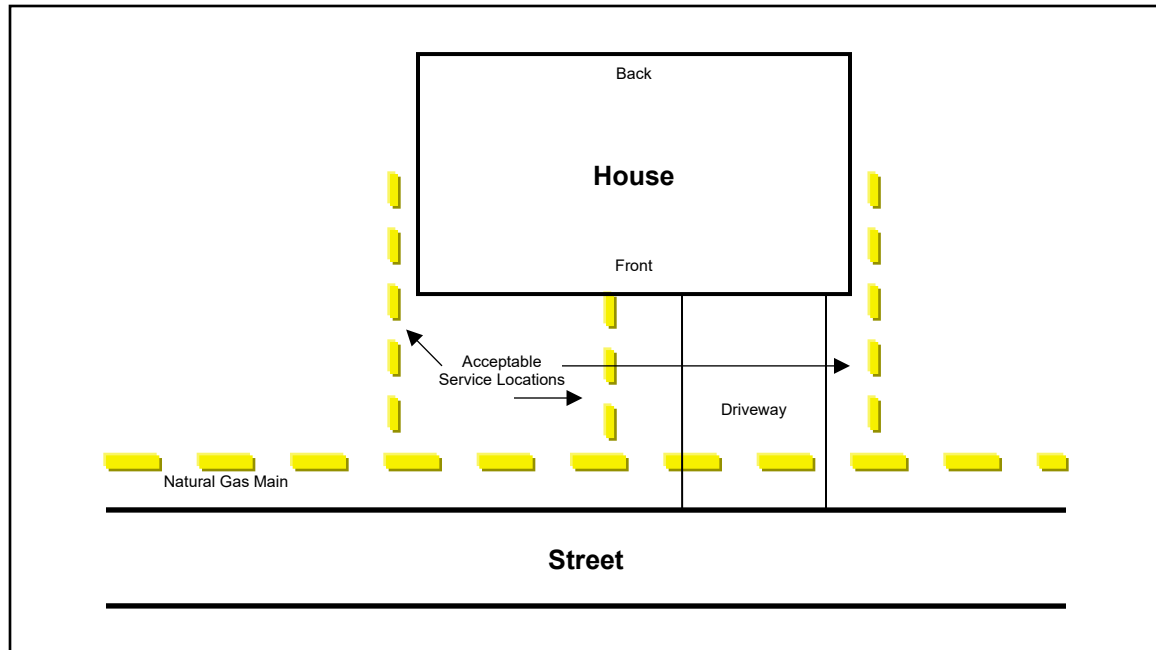 Back
House
Front
Acceptable
Service Locations
Driveway
Natural Gas Main
Street